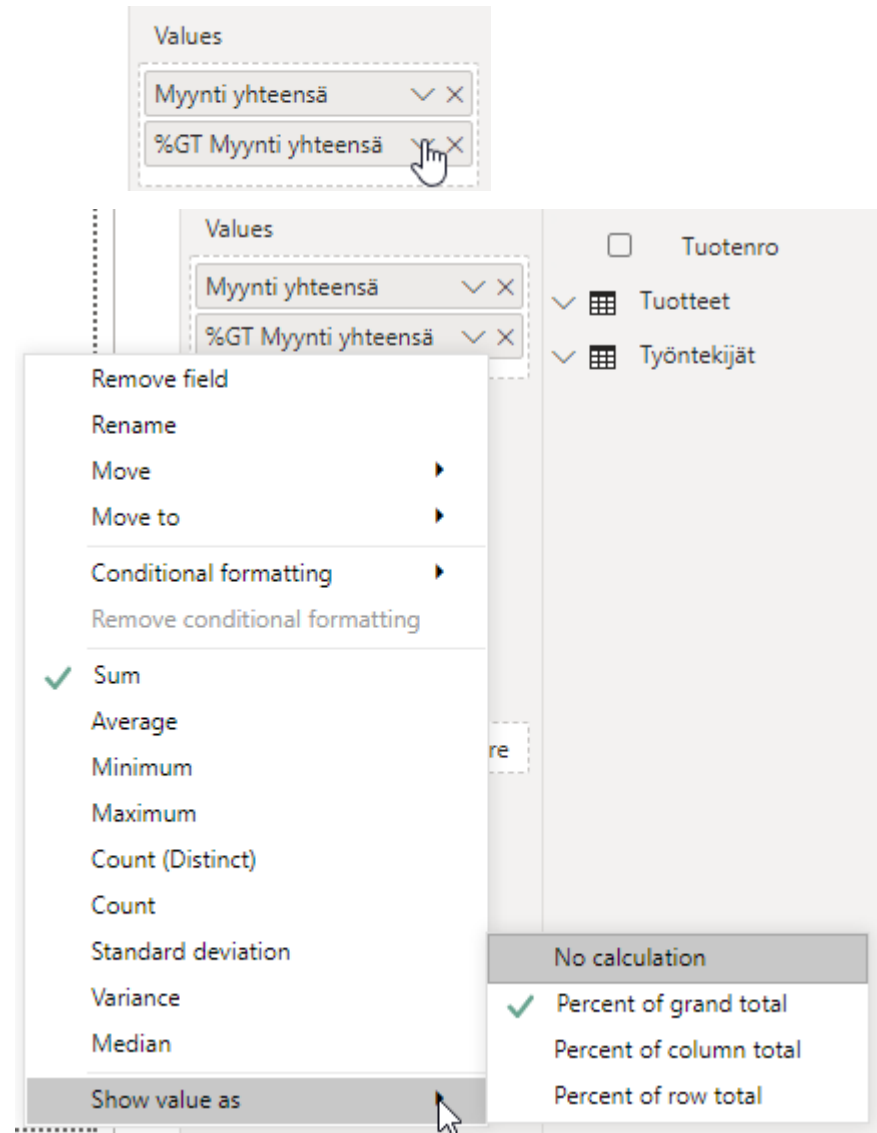 Values
Myynti yhteensä
%GT Myynti yhteensä
Values
Myynti yhteensä
%GT Myynti yhteensä
Tuotenro
Tuotteet
Työntekijät
Remove field
Rename
Move
Move to
Conditional formatting
Remove conditional formatting
Sum
Average
Minimum
re
Maximum
Count (Distinct)
Count
Standard deviation
Variance
Median
Show value as
No calculation
Percent of grand total
Percent of column total
Percent of row total